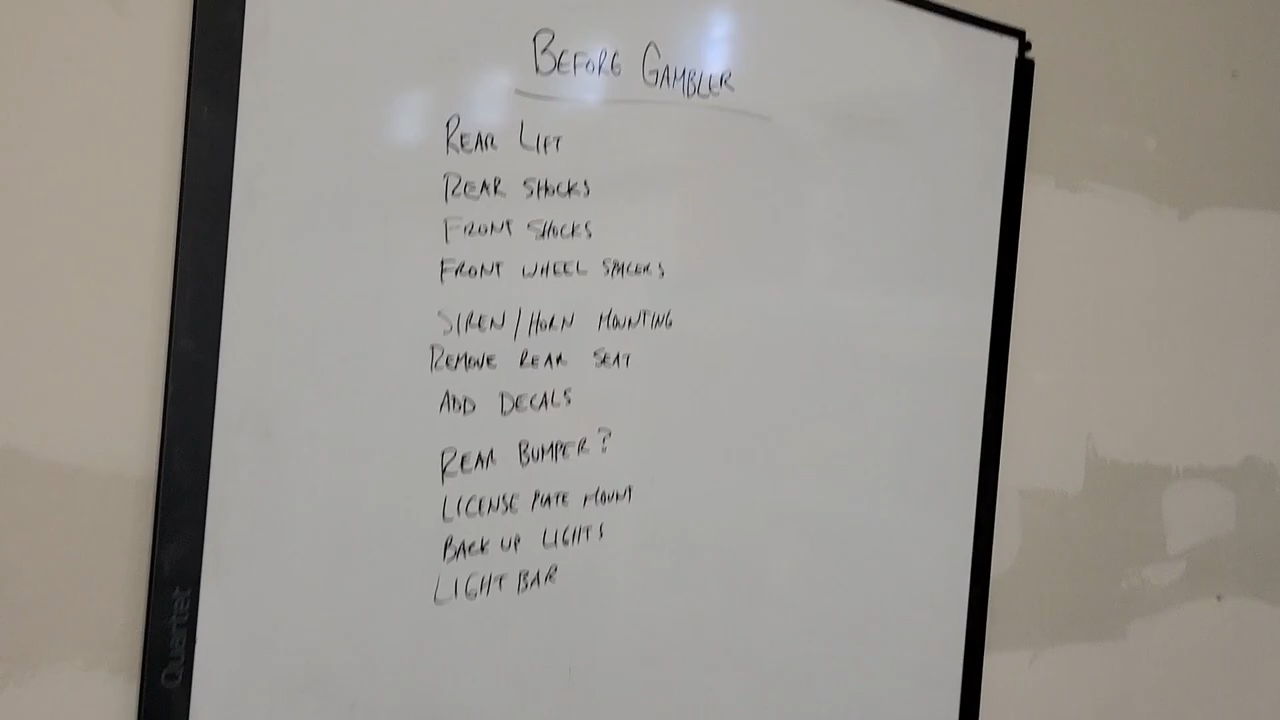 BEFORE GAMBLER
REAR LIFT
REAR SHOCKS
FRONT SHOCKS
FRONT WHEEL SPACERS
SIREN/HORN MOUNTING
REMOVE REAR SEAT
ADD DECALS
REAR BUMPER?
LICENSE PLATE MOUNT
BACK UP LIGHTS
LIGHT BAR
Quartet